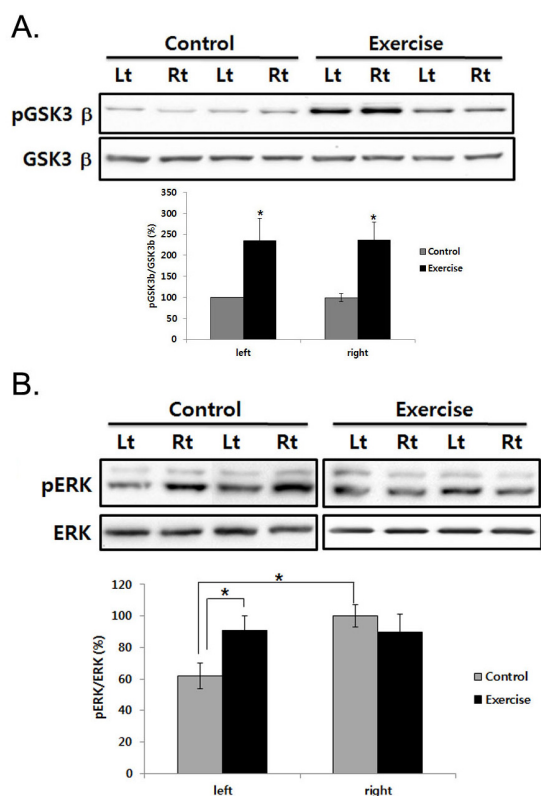 A.
Control Exercise
Lt Rt Lt Rt Lt Rt Lt Rt
pGSK3 β
GSK3 β
350
300
250
200
150
100
50
0
pGSK3b/GSK3b (%)
* *
Control
Exercise
left right
B.
Control Exercise
Lt Rt Lt Rt Lt Rt Lt Rt
pERK
ERK
120
100
80
60
40
20
0
pERK/ERK (%)
*
*
Control
Exercise
left right